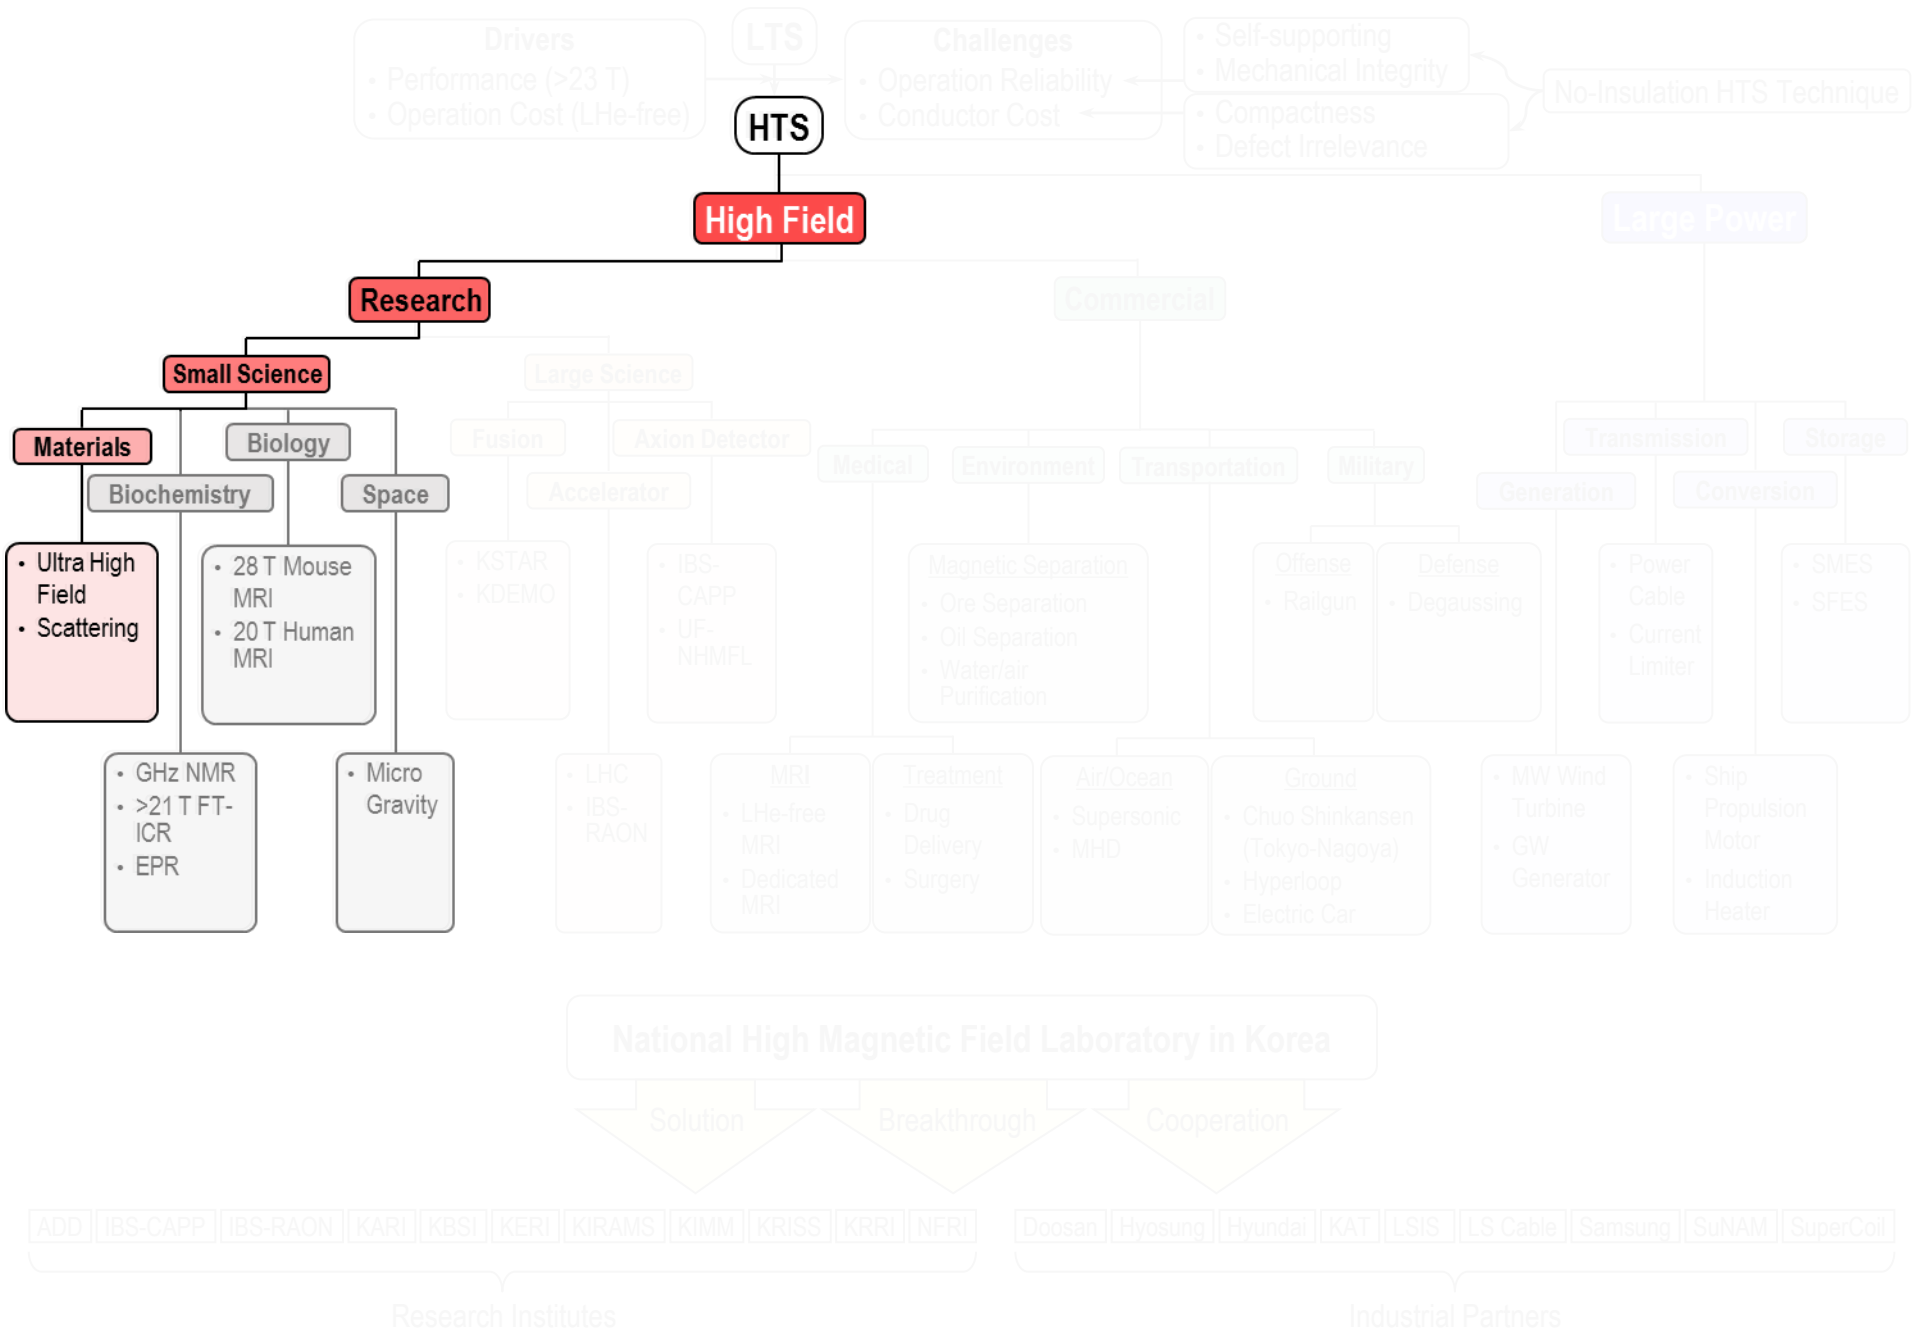 Drivers
• Performance (>23 T)
• Operation Cost (LHe-free)
LTS
HTS
Challenges
• Operation Reliability
• Conductor Cost
• Self-supporting
• Mechanical Integrity
• Compactness
• Defect Irrelevance
No-Insulation HTS Technique
High Field
Large Power
Research
Commercial
Small Science
Large Science
Materials
Biochemistry
Biology
Space
Fusion
Accelerator
Axion Detector
Medical
Environment
Transportation
Military
Generation
Transmission
Conversion
Storage
• Ultra High
Field
• Scattering
• 28 T Mouse
MRI
• 20 T Human
MRI
• KSTAR
• KDEMO
• IBS-
CAPP
• UF-
NHMFL
Magnetic Separation
• Ore Separation
• Oil Separation
• Water/air
Purification
Offense
• Railgun
Defense
• Degaussing
• Power
Cable
• Current
Limiter
• SMES
• SFES
• GHz NMR
• >21 T FT-
ICR
• EPR
• Micro
Gravity
• LHC
• IBS-
RAON
MRI
• LHe-free
MRI
• Dedicated
MRI
Treatment
• Drug
Delivery
• Surgery
Air/Ocean
• Supersonic
• MHD
Ground
• Chuo Shinkansen
(Tokyo-Nagoya)
• Hyperloop
• Electric Car
• MW Wind
Turbine
• GW
Generator
• Ship
Propulsion
Motor
• Induction
Heater
National High Magnetic Field Laboratory in Korea
Solution
Breakthrough
Cooperation
ADD IBS-CAPP IBS-RAON KARI KBSI KERI KIRAMS KIMM KRISS KRRI NFRI
Doosan Hyosung Hyundai KAT LSIS LS Cable Samsung SuNAM SuperCoil
Research Institutes
Industrial Partners